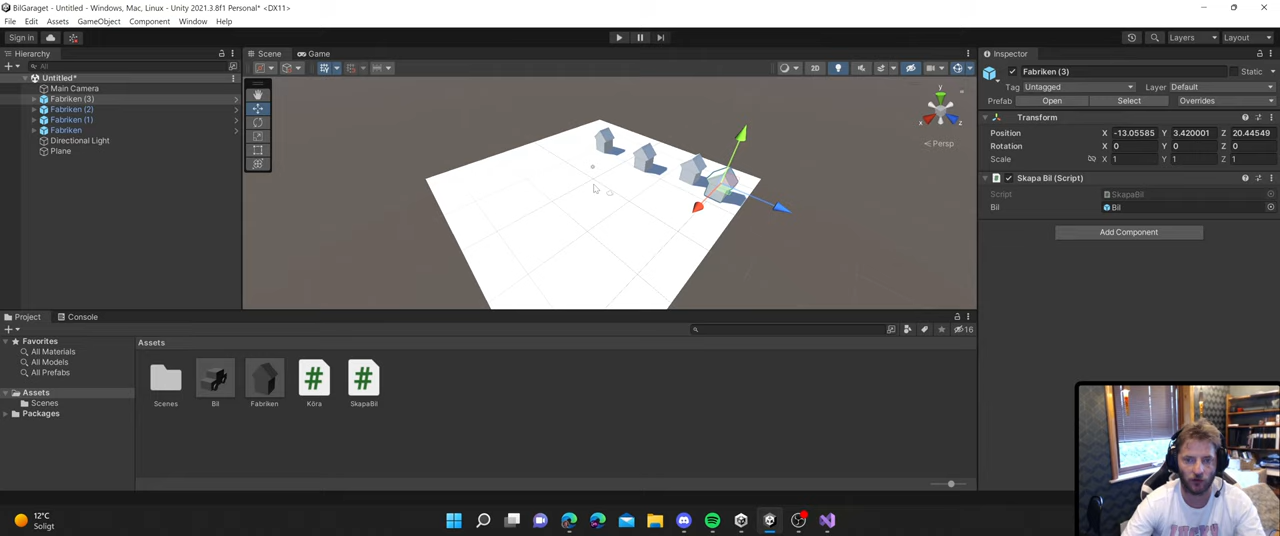 BilGaraget - Untitled - Windows, Mac, Linux - Unity 2021.3.8f1 Personal* <DX11>
File Edit Assets GameObject Component Window Help
Sign in
Layers
Layout
Hierarchy
All
Untitled*
Main Camera
Fabriken (3)
Fabriken (2)
Fabriken (1)
Fabriken
Directional Light
Plane
Scene
Game
2D
y
x
z
Persp
Inspector
Fabriken (3)
Static
Tag Untagged
Layer Default
Prefab Open Select Overrides
Transform
Position X -13.05585 Y 3.420001 Z 20.44549
Rotation X 0 Y 0 Z 0
Scale X 1 Y 1 Z 1
Skapa Bil (Script)
Script SkapaBil
Bil Bil
Add Component
Project
Console
16
Favorites
All Materials
All Models
All Prefabs
Assets
Scenes
Packages
Assets
Scenes
Bil
Fabriken
Köra
SkapaBil
12°C
Soligt